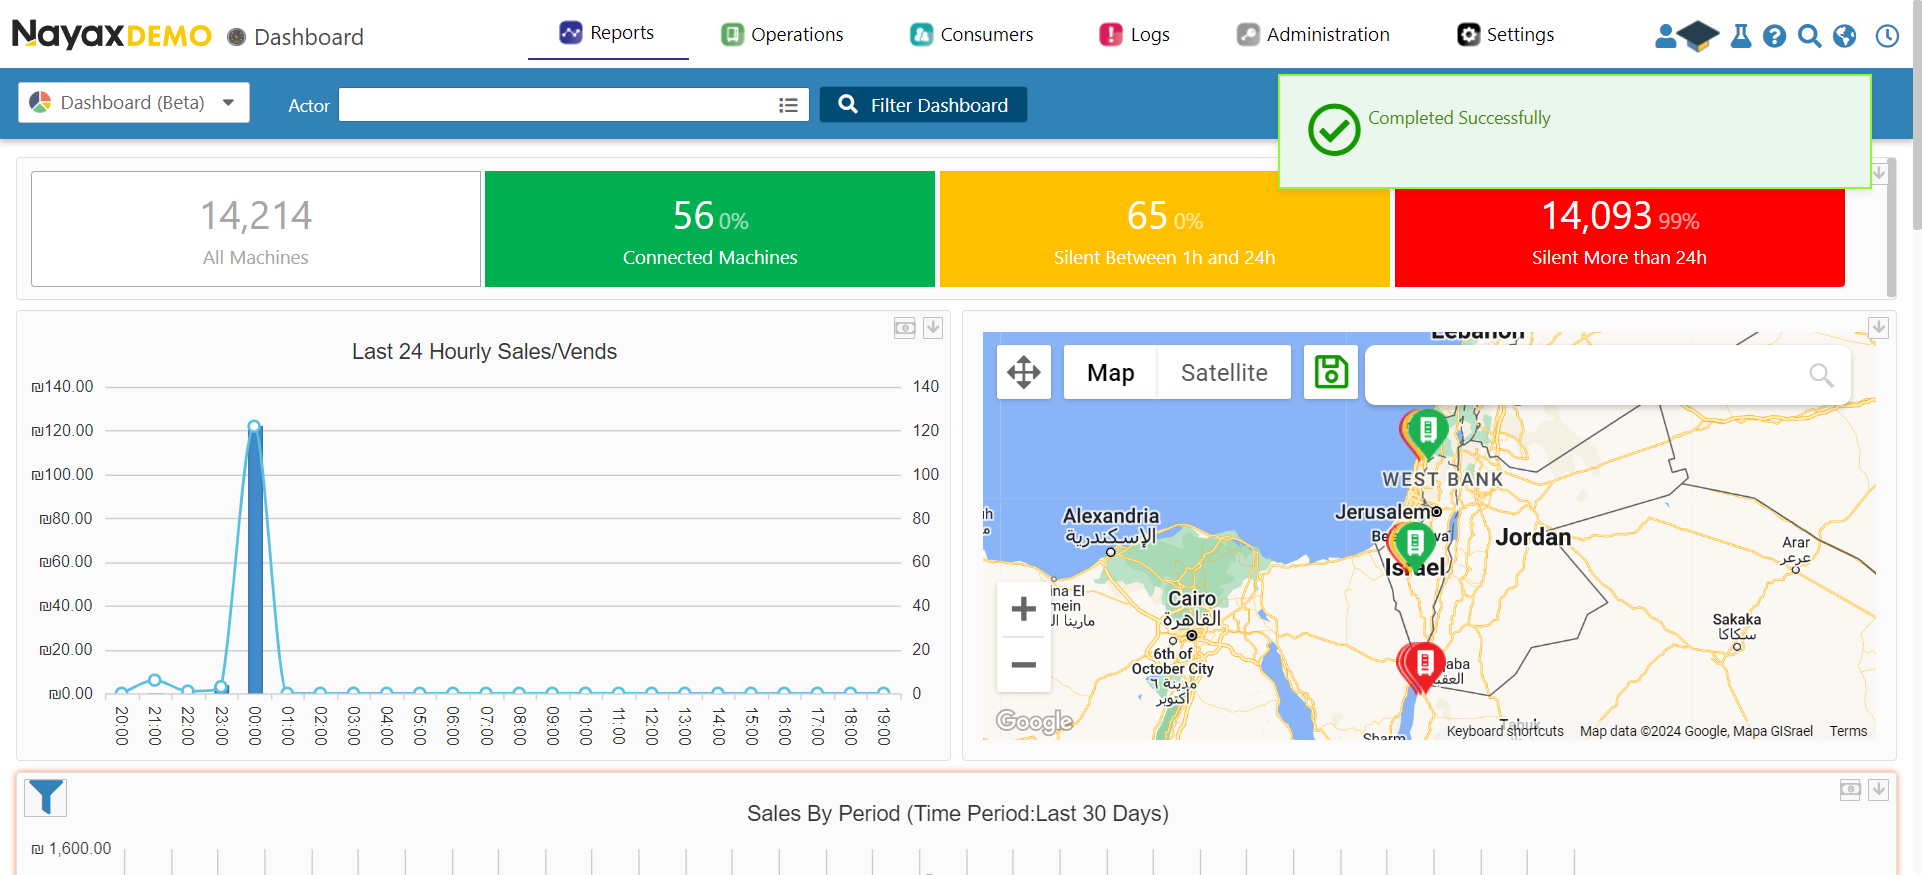 NayaxDEMO Dashboard
Reports
Operations
Consumers
Logs
Administration
Settings
Dashboard (Beta)
Actor
Filter Dashboard
Completed Successfully
14,214
All Machines
56 0%
Connected Machines
65 0%
Silent Between 1h and 24h
14,093 99%
Silent More than 24h
Last 24 Hourly Sales/Vends
₪140.00
₪120.00
₪100.00
₪80.00
₪60.00
₪40.00
₪20.00
₪0.00
140
120
100
80
60
40
20
0
20:00
21:00
22:00
23:00
00:00
01:00
02:00
03:00
04:00
05:00
06:00
07:00
08:00
09:00
10:00
11:00
12:00
13:00
14:00
15:00
16:00
17:00
18:00
19:00
Lebanon
Map
Satellite
WEST BANK
Jerusalem
Alexandria
الإسكندرية
Jordan
Israel
Arar
عرعر
Cairo
القاهرة
6th of
October City
مدينة ٦
أكتوبر
Sakaka
سكاكا
aba
العقبة
Tabuk
Sharm
Google
Keyboard shortcuts
Map data ©2024 Google, Mapa GISrael
Terms
Sales By Period (Time Period:Last 30 Days)
₪ 1,600.00